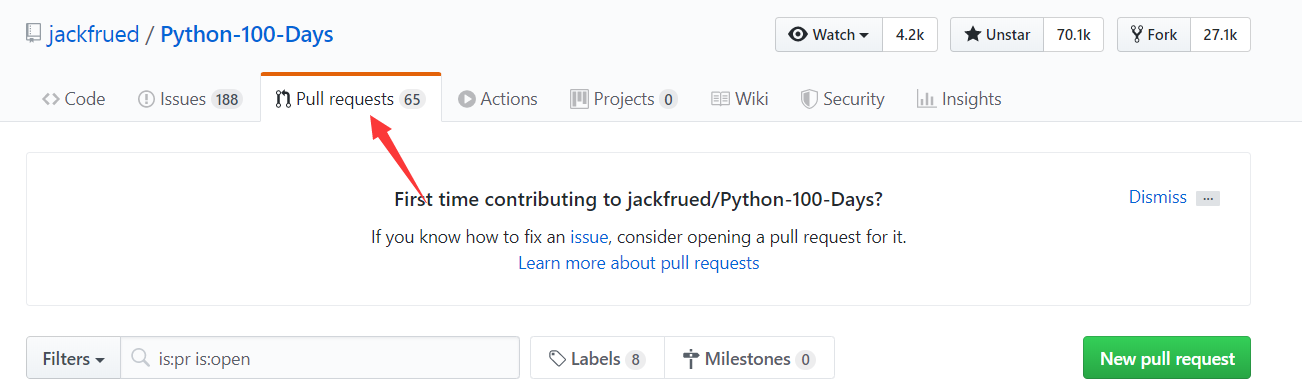 jackfrued / Python-100-Days
Watch 4.2k Unstar 70.1k Fork 27.1k
Code Issues 188 Pull requests 65 Actions Projects 0 Wiki Security Insights
First time contributing to jackfrued/Python-100-Days?
Dismiss ...
If you know how to fix an issue, consider opening a pull request for it.
Learn more about pull requests
Filters is:pr is:open Labels 8 Milestones 0 New pull request